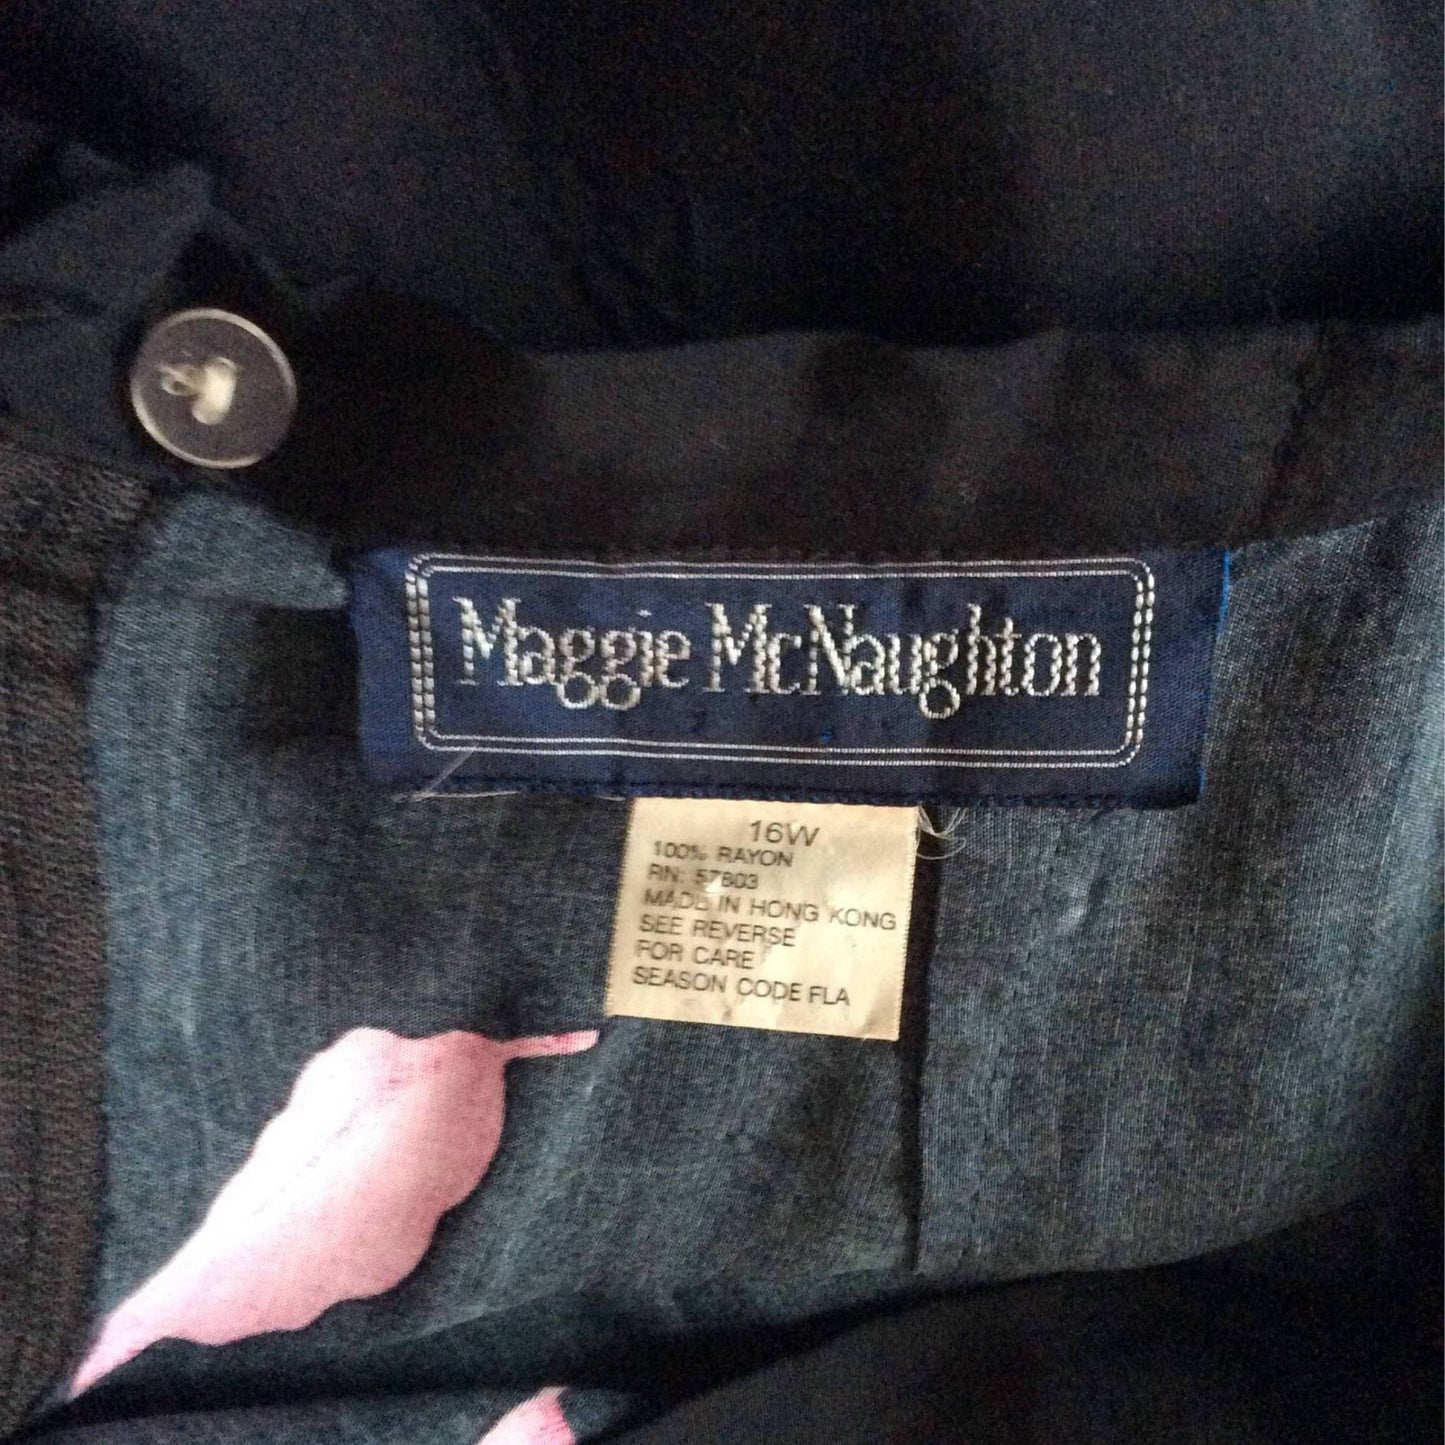 Maggie McNaughton
16W
100% RAYON
RN: 57803
MADE IN HONG KONG
SEE REVERSE
FOR CARE
SEASON CODE FLA